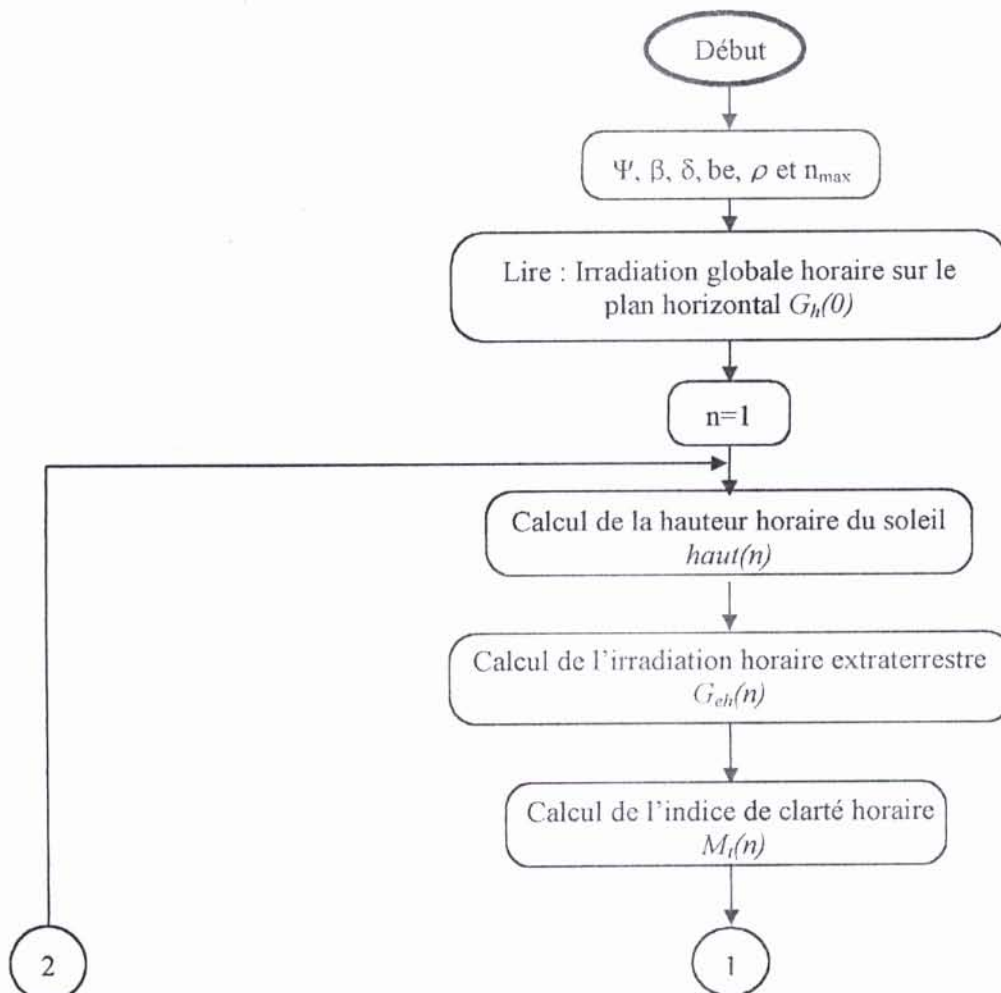 Début
Ψ, β, δ, be, ρ et n_max
Lire : Irradiation globale horaire sur le
plan horizontal G_h(0)
n=1
Calcul de la hauteur horaire du soleil
haut(n)
Calcul de l'irradiation horaire extraterrestre
G_eh(n)
Calcul de l'indice de clarté horaire
M_t(n)
2
1